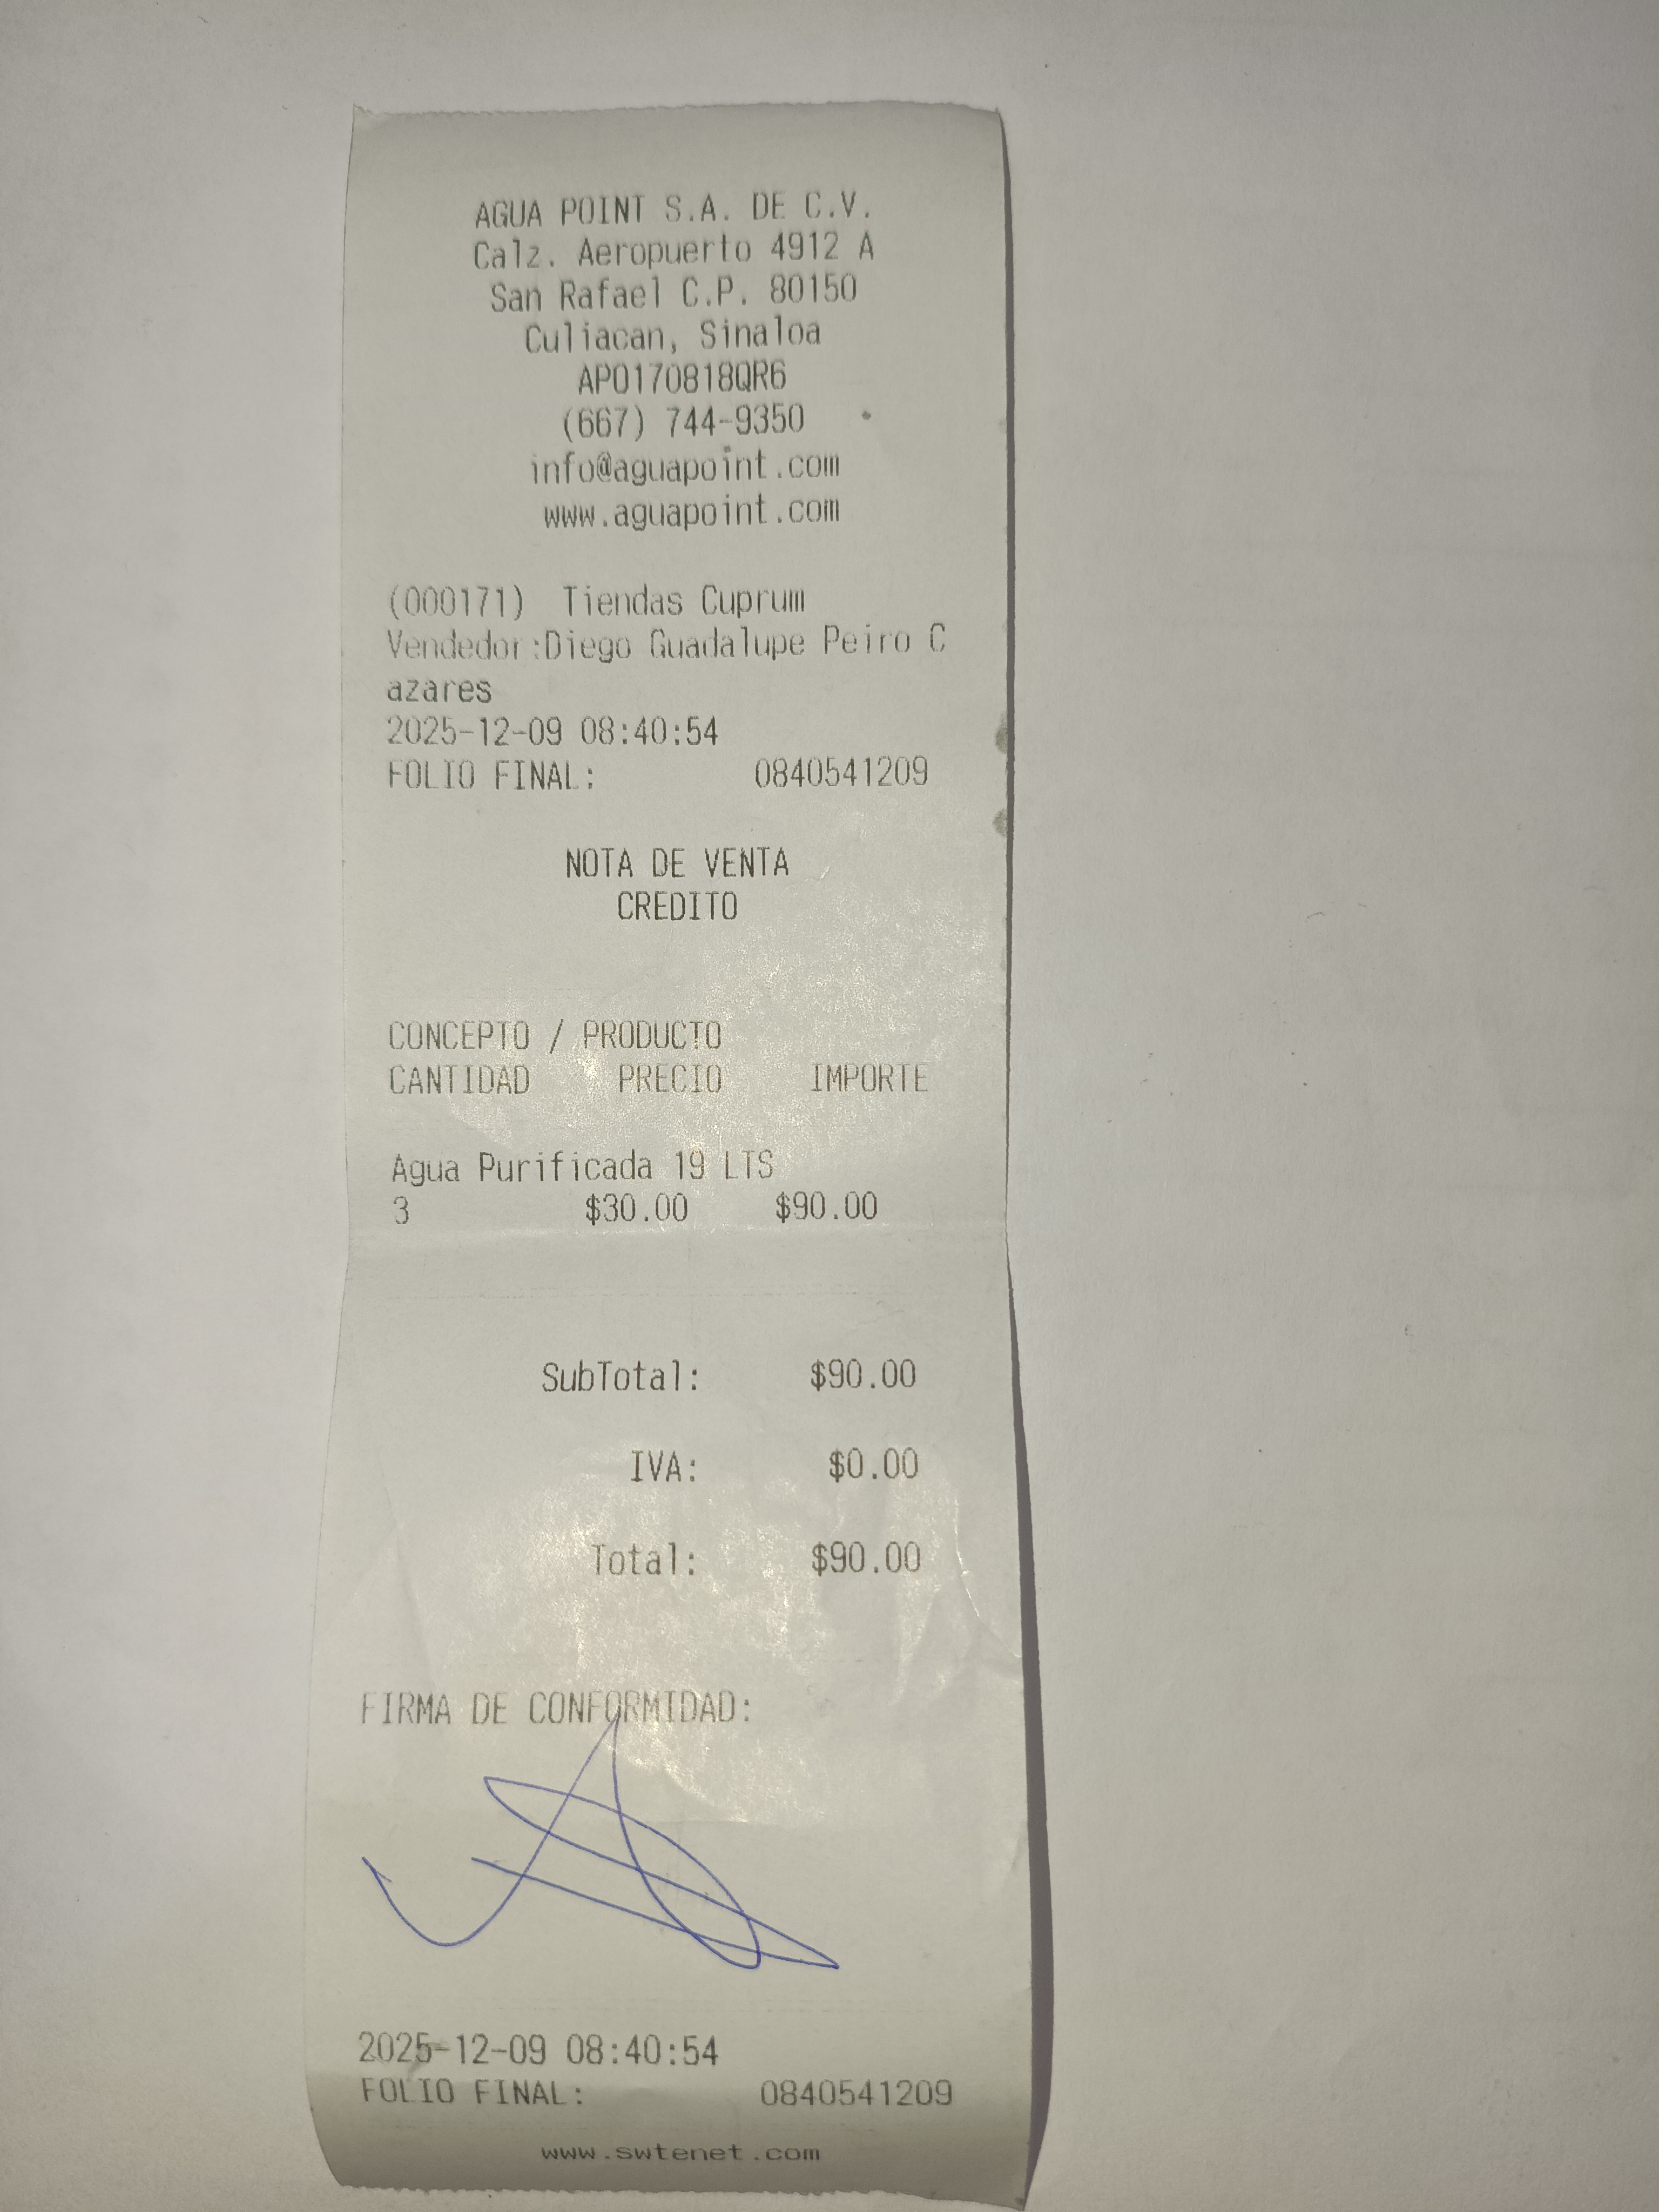 AGUA POINT S.A. DE C.V.
Calz. Aeropuerto 4912 A
San Rafael C.P. 80150
Culiacan, Sinaloa
APO170818QR6
(667) 744-9350
info@aguapoint.com
www.aguapoint.com
(000171) Tiendas Cuprum
Vendedor:Diego Guadalupe Peiro C
azares
2025-12-09 08:40:54
FOLIO FINAL: 0840541209
NOTA DE VENTA
CREDITO
CONCEPTO / PRODUCTO
CANTIDAD PRECIO IMPORTE
Agua Purificada 19 LTS
3 $30.00 $90.00
SubTotal: $90.00
IVA: $0.00
Total: $90.00
FIRMA DE CONFORMIDAD:
2025-12-09 08:40:54
FOLIO FINAL: 0840541209
www.swtenet.com